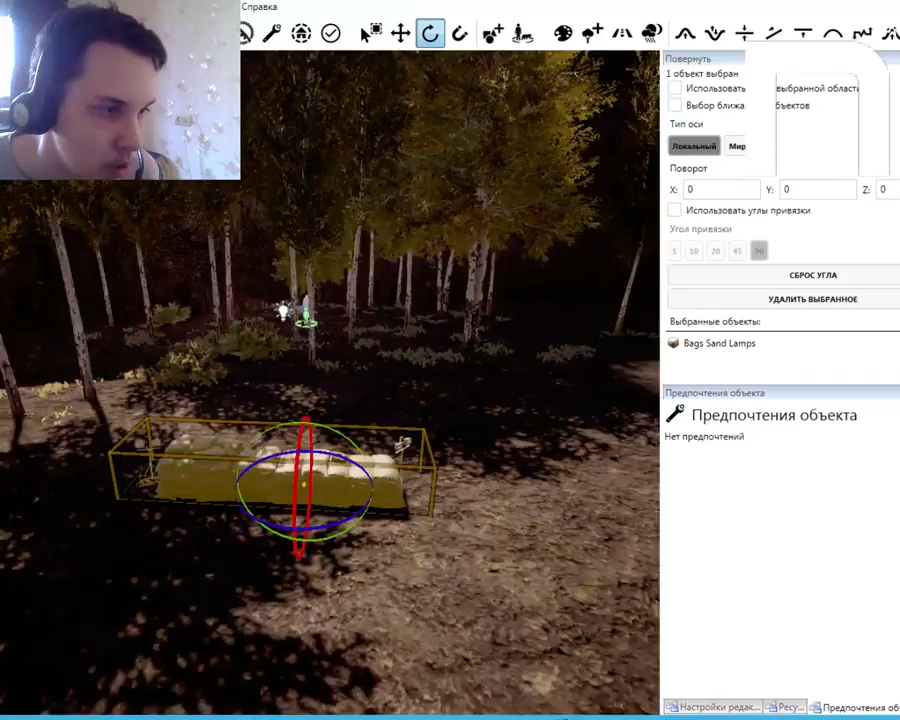 Справка
Повернуть
1 объект выбран
Использовать выбранной области
Выбор ближа бъектов
Тип оси
Локальный Мир
Поворот
X: 0 Y: 0 Z: 0
Использовать углы привязки
Угол привязки
5 10 20 45 90
СБРОС УГЛА
УДАЛИТЬ ВЫБРАННОЕ
Выбранные объекты:
Bags Sand Lamps
Предпочтения объекта
Предпочтения объекта
Нет предпочтений
Настройки редак... Ресу... Предпочтения об